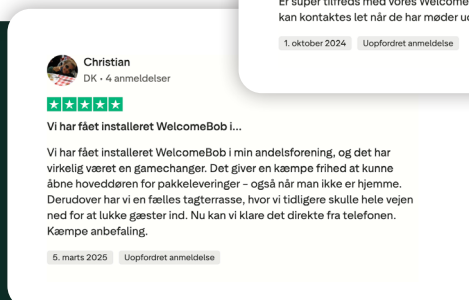 Er super tilfreds med vores Welcome
kan kontaktes let når de har møder u
1. oktober 2024 Uopfordret anmeldelse
Christian
DK • 4 anmeldelser
Vi har fået installeret WelcomeBob i...
Vi har fået installeret WelcomeBob i min andelsforening, og det har
virkelig været en gamechanger. Det giver en kæmpe frihed at kunne
åbne hoveddøren for pakkeleveringer – også når man ikke er hjemme.
Derudover har vi en fælles tagterrasse, hvor vi tidligere skulle hele vejen
ned for at lukke gæster ind. Nu kan vi klare det direkte fra telefonen.
Kæmpe anbefaling.
5. marts 2025 Uopfordret anmeldelse